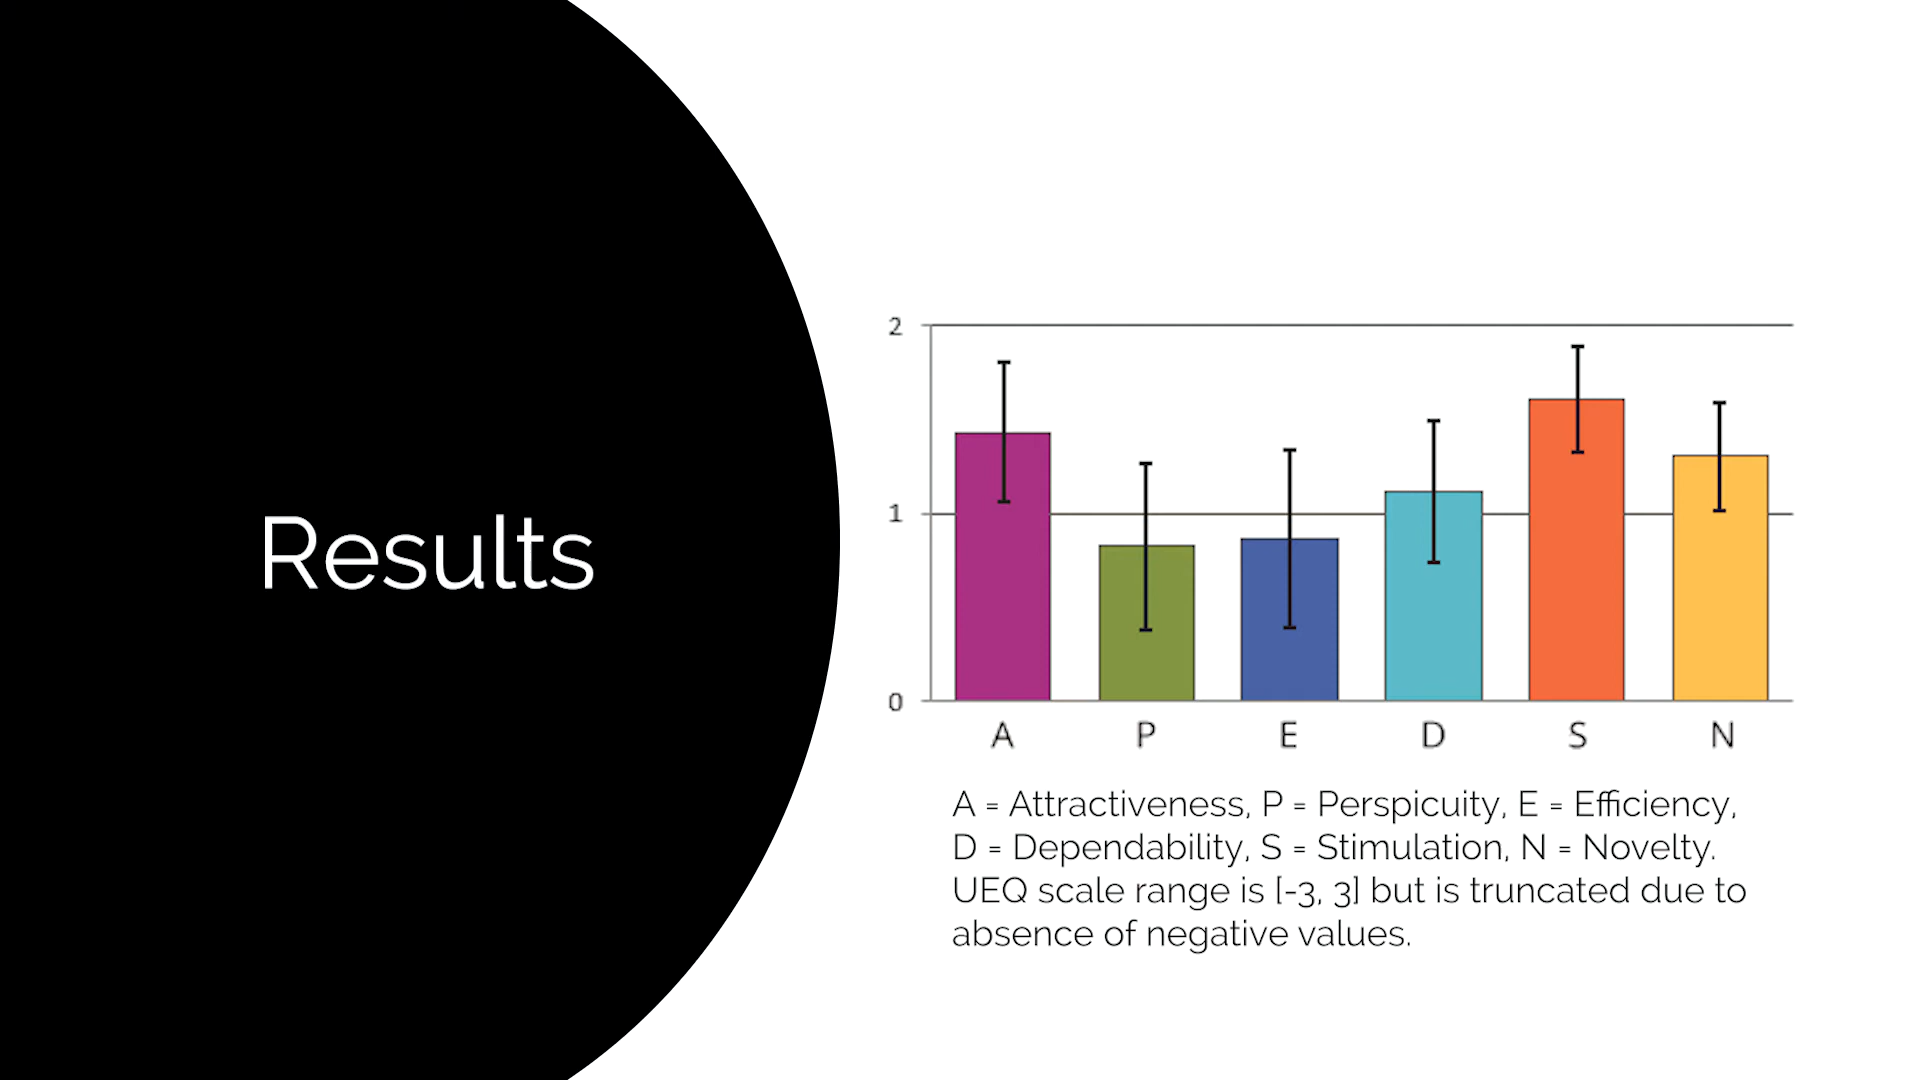 Results
2
1
0
A P E D S N
A = Attractiveness, P = Perspicuity, E = Efficiency,
D = Dependability, S = Stimulation, N = Novelty.
UEQ scale range is [-3, 3] but is truncated due to
absence of negative values.